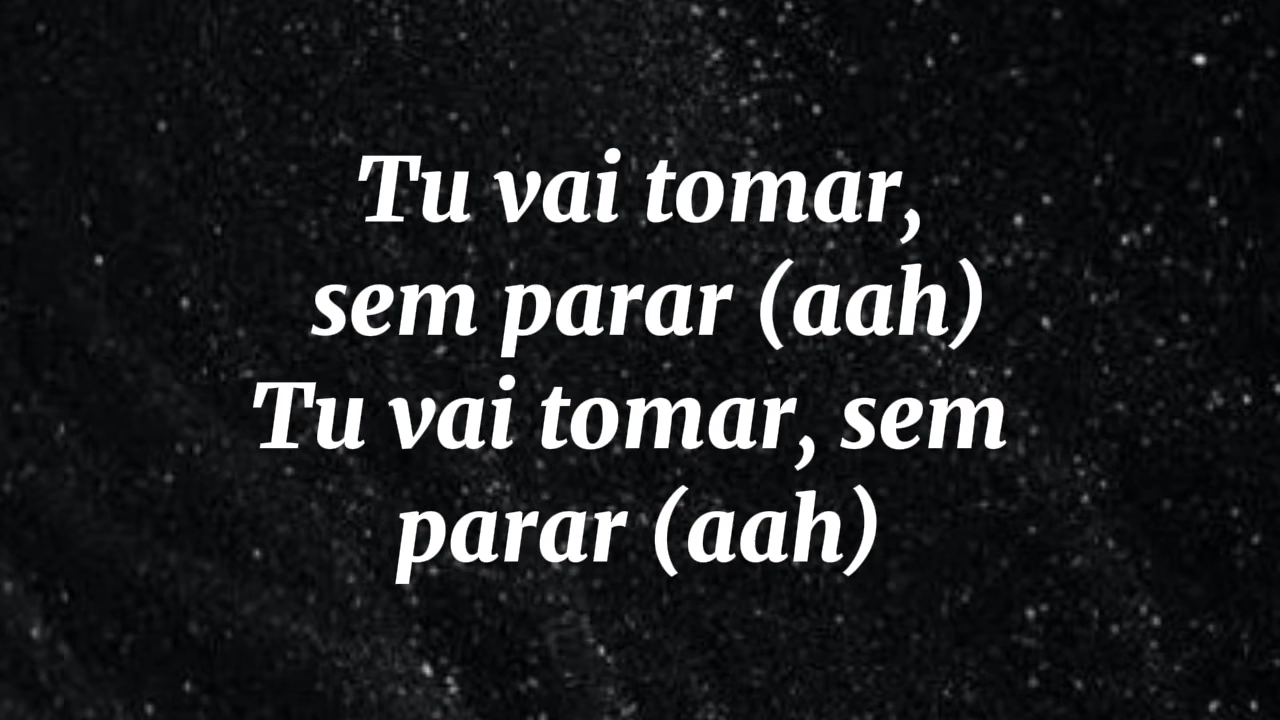 Tu vai tomar,
sem parar (aah)
Tu vai tomar, sem
parar (aah)